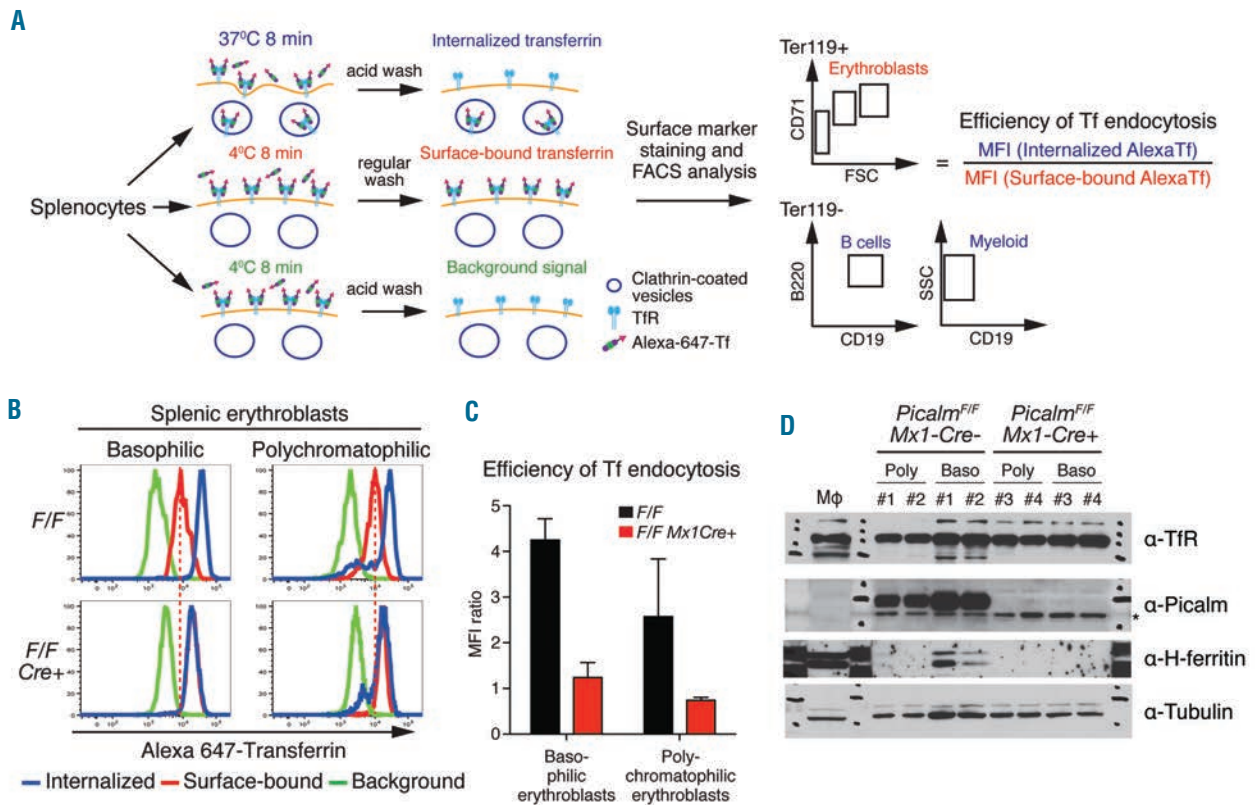 A
37⁰C 8 min
acid wash
Internalized transferrin
4⁰C 8 min
regular
wash
Surface-bound transferrin
Splenocytes
4⁰C 8 min
acid wash
Background signal
Clathrin-coated
vesicles
TfR
Alexa-647-Tf
Surface marker
staining and
FACS analysis
Ter119+
Erythroblasts
CD71
FSC
Efficiency of Tf endocytosis
= MFI (Internalized AlexaTf)
MFI (Surface-bound AlexaTf)
Ter119-
B cells
B220
CD19
Myeloid
SSC
CD19
B
Splenic erythroblasts
Basophilic Polychromatophilic
F/F
F/F
Cre+
Alexa 647-Transferrin
Internalized Surface-bound Background
C
Efficiency of Tf endocytosis
F/F
F/F Mx1Cre+
MFI ratio
5
4
3
2
1
0
Baso-
philic
erythroblasts
Poly-
chromatophilic
erythroblasts
D
Picalm^F/F Picalm^F/F
Mx1-Cre- Mx1-Cre+
Poly Baso Poly Baso
MΦ #1 #2 #1 #2 #3 #4 #3 #4
α-TfR
α-Picalm
*
α-H-ferritin
α-Tubulin